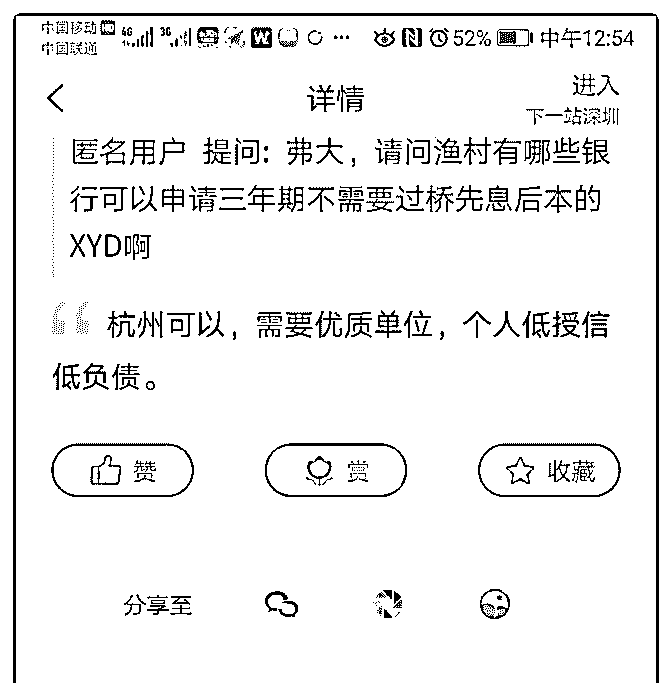 中国移动 HD 4G 3G W N 52% 中午12:54
中国联通
详情
进入
下一站深圳
匿名用户 提问: 弗大，请问渔村有哪些银
行可以申请三年期不需要过桥先息后本的
XYD啊
杭州可以，需要优质单位，个人低授信
低负债。
赞 赏 收藏
分享至